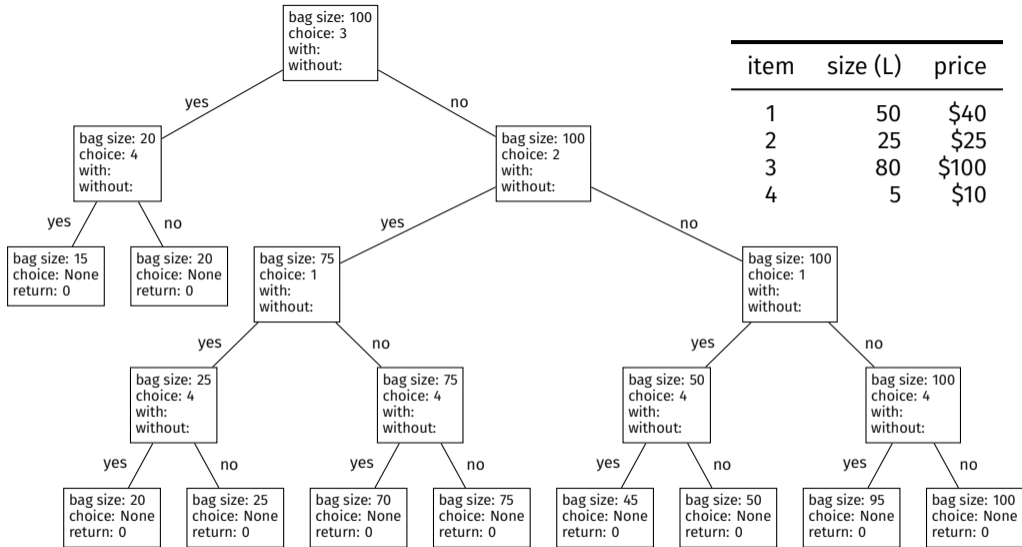 bag size: 100
choice: 3
with:
without:
item size (L) price
1 50 $40
2 25 $25
3 80 $100
4 5 $10
yes
no
bag size: 20
choice: 4
with:
without:
bag size: 100
choice: 2
with:
without:
yes
no
yes
no
bag size: 15
choice: None
return: 0
bag size: 20
choice: None
return: 0
bag size: 75
choice: 1
with:
without:
bag size: 100
choice: 1
with:
without:
yes
no
yes
no
bag size: 25
choice: 4
with:
without:
bag size: 75
choice: 4
with:
without:
bag size: 50
choice: 4
with:
without:
bag size: 100
choice: 4
with:
without:
yes
no
yes
no
yes
no
yes
no
bag size: 20
choice: None
return: 0
bag size: 25
choice: None
return: 0
bag size: 70
choice: None
return: 0
bag size: 75
choice: None
return: 0
bag size: 45
choice: None
return: 0
bag size: 50
choice: None
return: 0
bag size: 95
choice: None
return: 0
bag size: 100
choice: None
return: 0